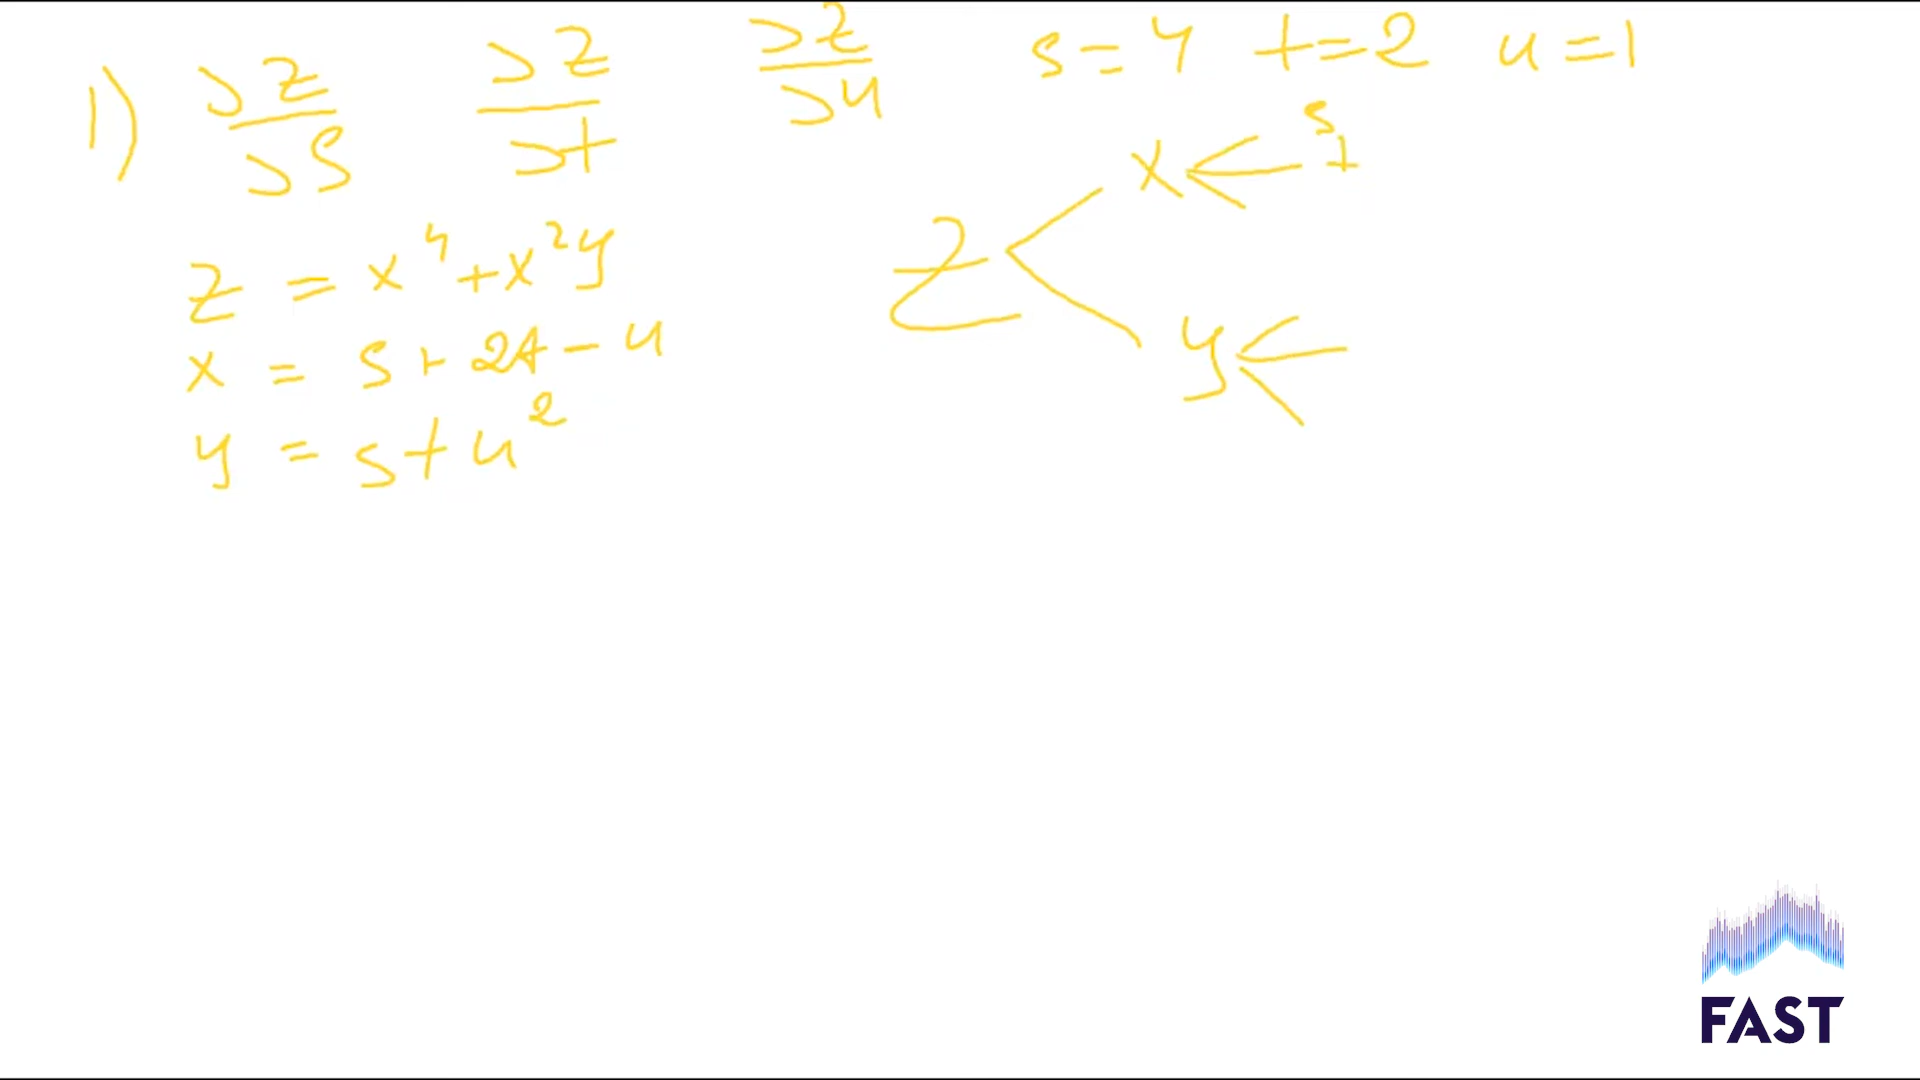 1) ∂z/∂s ∂z/∂t ∂z/∂u s=4 t=2 u=1
z = x⁴+x²y
x = s+2t-u
y = s+u²
z
x
s
t
y
FAST